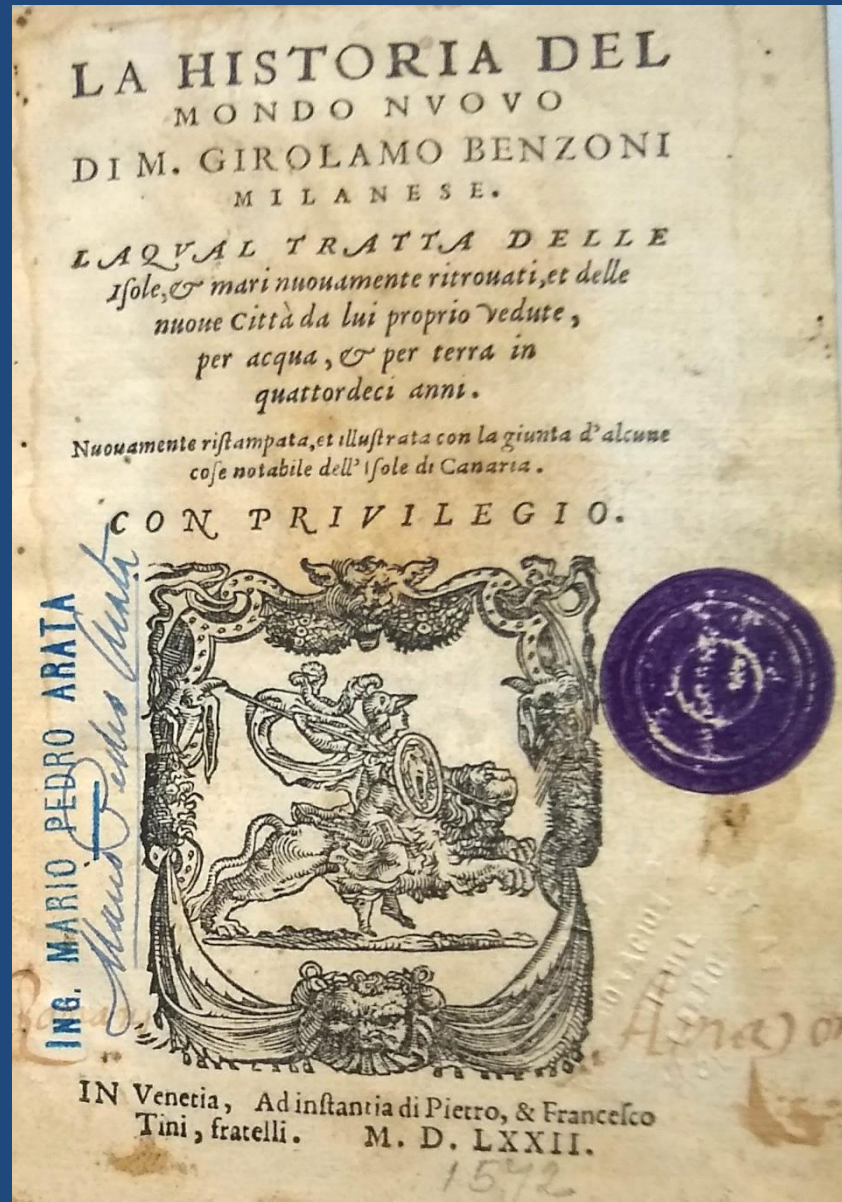 LA HISTORIA DEL
MONDO NVOVO
DI M. GIROLAMO BENZONI
MILANESE.
LAQVAL TRATTA DELLE
Iſole, & mari nuouamente ritrouati, et delle
nuoue Città da lui proprio vedute,
per acqua, & per terra in
quattordeci anni.
Nuouamente riſtampata, et illuſtrata con la giunta d'alcune
coſe notabile dell'Iſole di Canaria.
CON PRIVILEGIO.
ING. MARIO PEDRO ARATA
Mario Pedro Arata
IN Venetia, Ad inſtantia di Pietro, & Franceſco
Tini, fratelli. M. D. LXXII.
1572